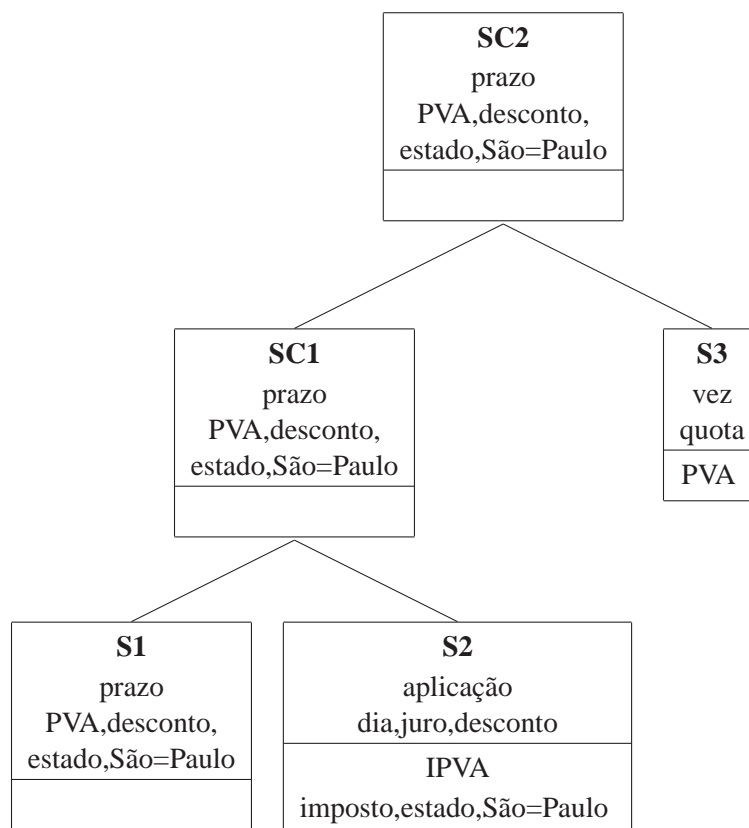 SC2
prazo
PVA,desconto,
estado,São=Paulo
SC1
prazo
PVA,desconto,
estado,São=Paulo
S3
vez
quota
PVA
S1
prazo
PVA,desconto,
estado,São=Paulo
S2
aplicação
dia,juro,desconto
IPVA
imposto,estado,São=Paulo